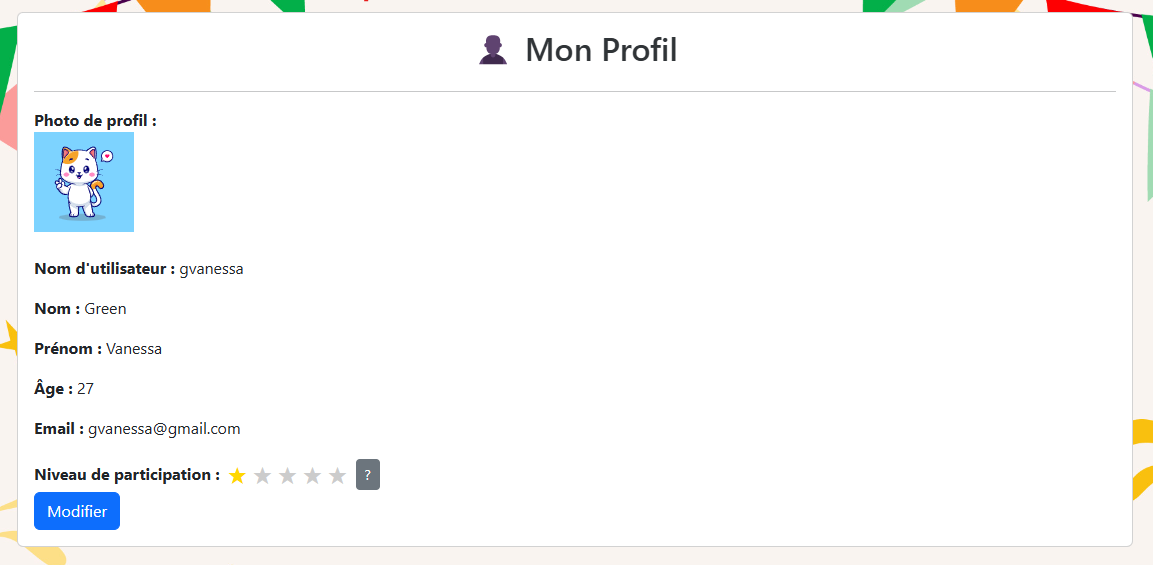 Mon Profil
Photo de profil :
Nom d'utilisateur : gvanessa
Nom : Green
Prénom : Vanessa
Âge : 27
Email : gvanessa@gmail.com
Niveau de participation : ?
Modifier